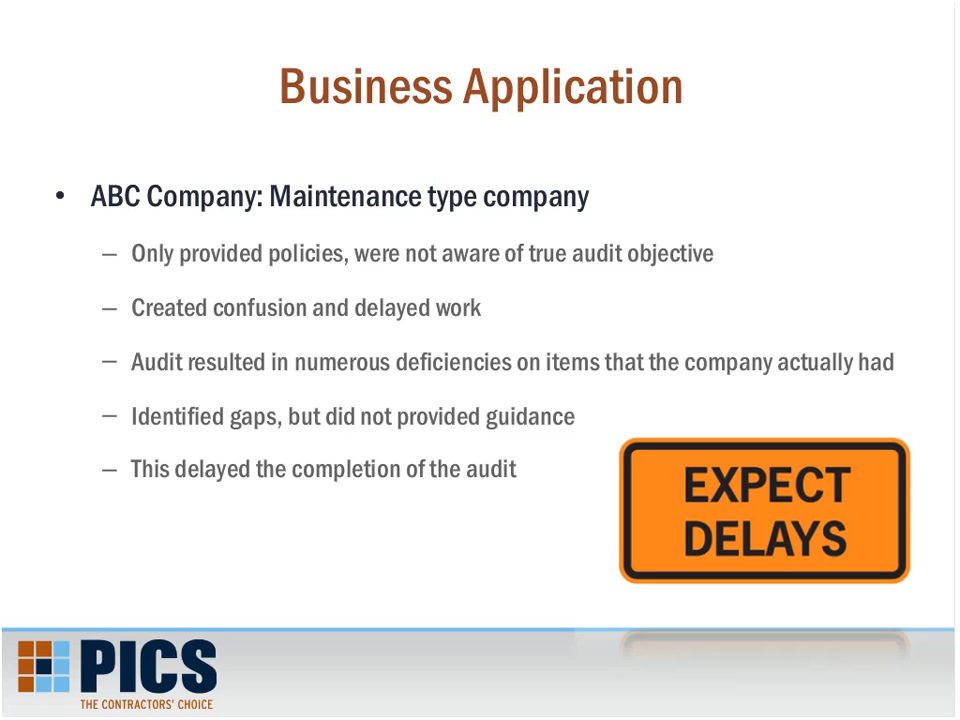 Business Application
• ABC Company: Maintenance type company
– Only provided policies, were not aware of true audit objective
– Created confusion and delayed work
– Audit resulted in numerous deficiencies on items that the company actually had
– Identified gaps, but did not provided guidance
– This delayed the completion of the audit
EXPECT
DELAYS
PICS
THE CONTRACTORS' CHOICE